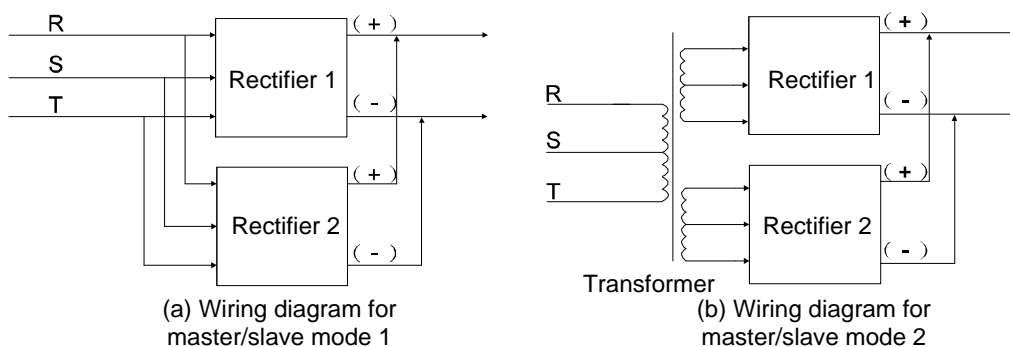 R
S
T
Rectifier 1
( + )
( - )
Rectifier 2
( + )
( - )
(a) Wiring diagram for
master/slave mode 1
R
S
T
Transformer
Rectifier 1
( + )
( - )
Rectifier 2
( + )
( - )
(b) Wiring diagram for
master/slave mode 2